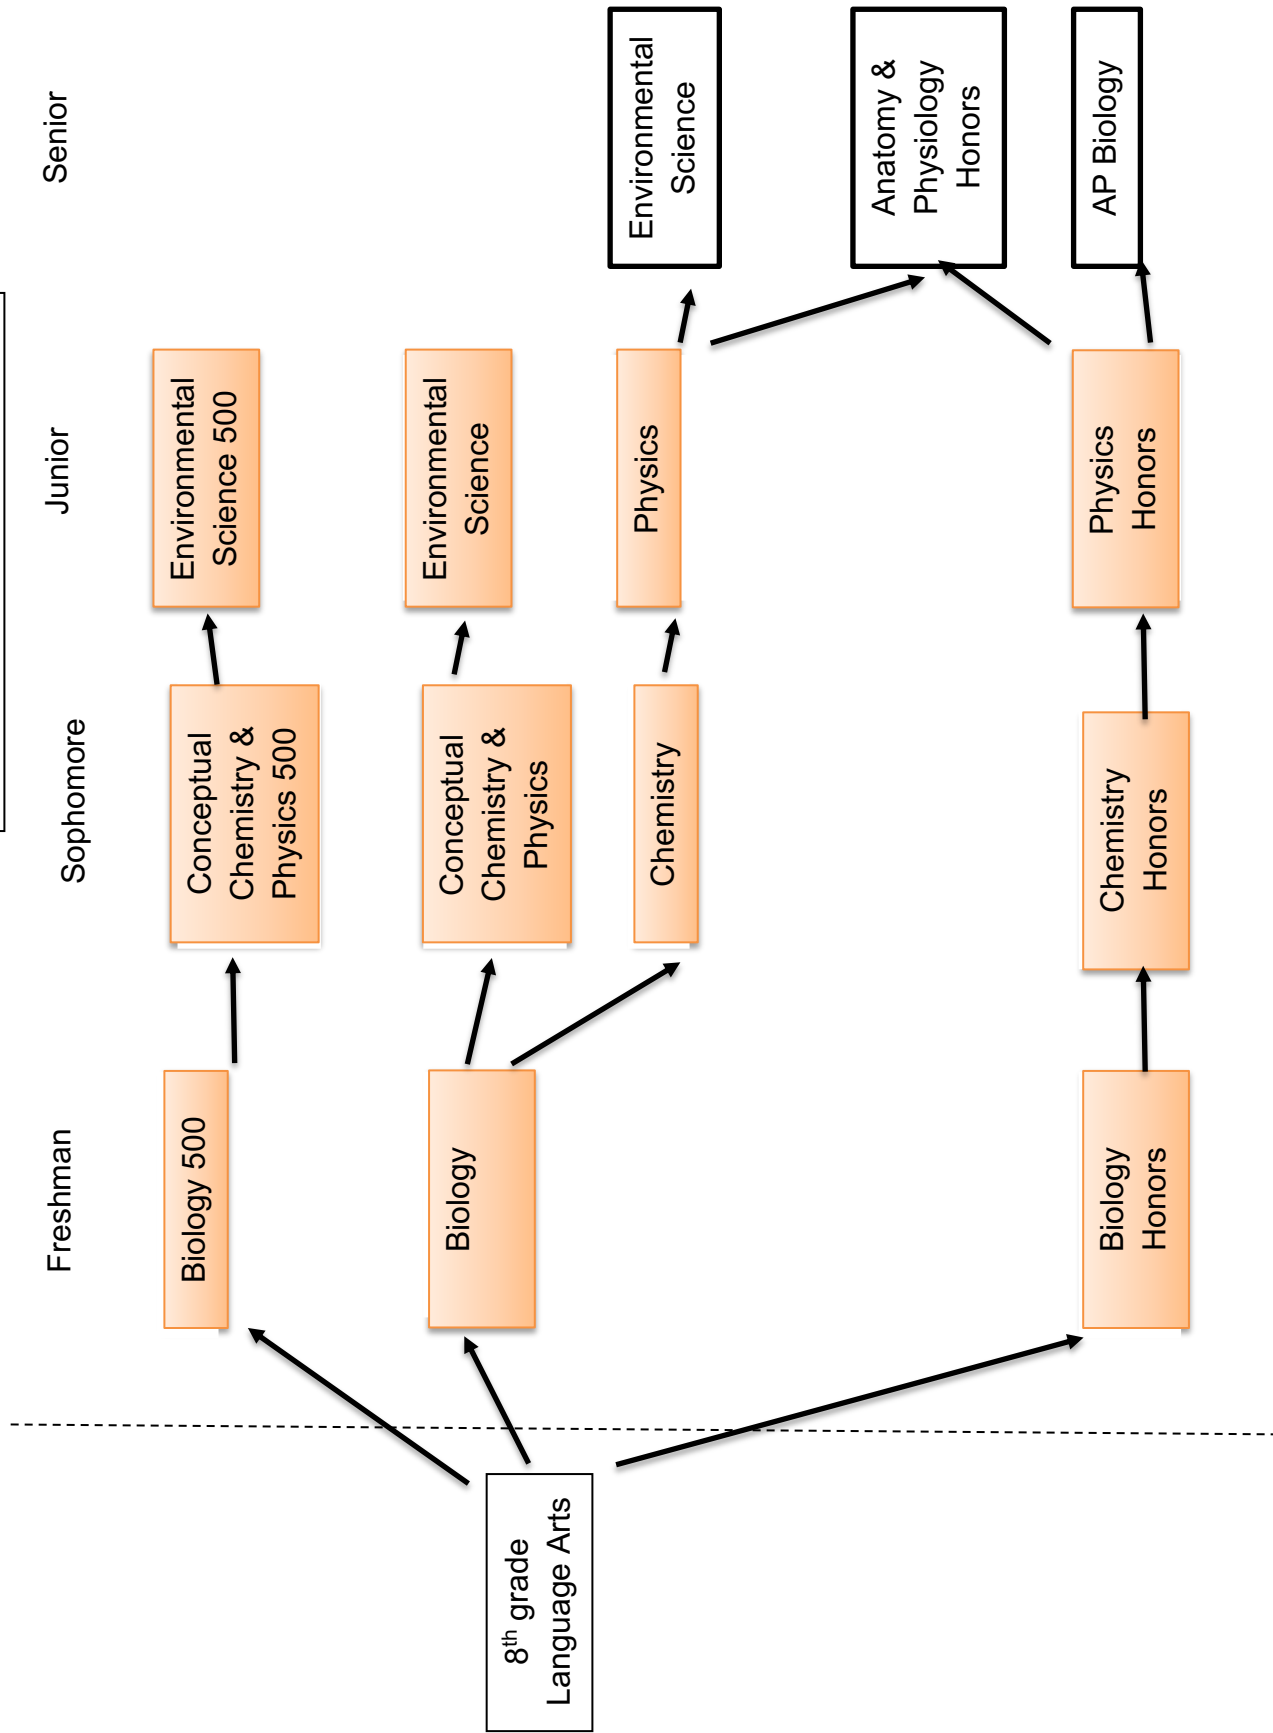 Freshman
Sophomore
Junior
Senior
Biology 500
Conceptual
Chemistry &
Physics 500
Environmental
Science 500
8th grade
Language Arts
Biology
Conceptual
Chemistry &
Physics
Environmental
Science
Chemistry
Physics
Environmental
Science
Anatomy &
Physiology
Honors
Biology
Honors
Chemistry
Honors
Physics
Honors
AP Biology